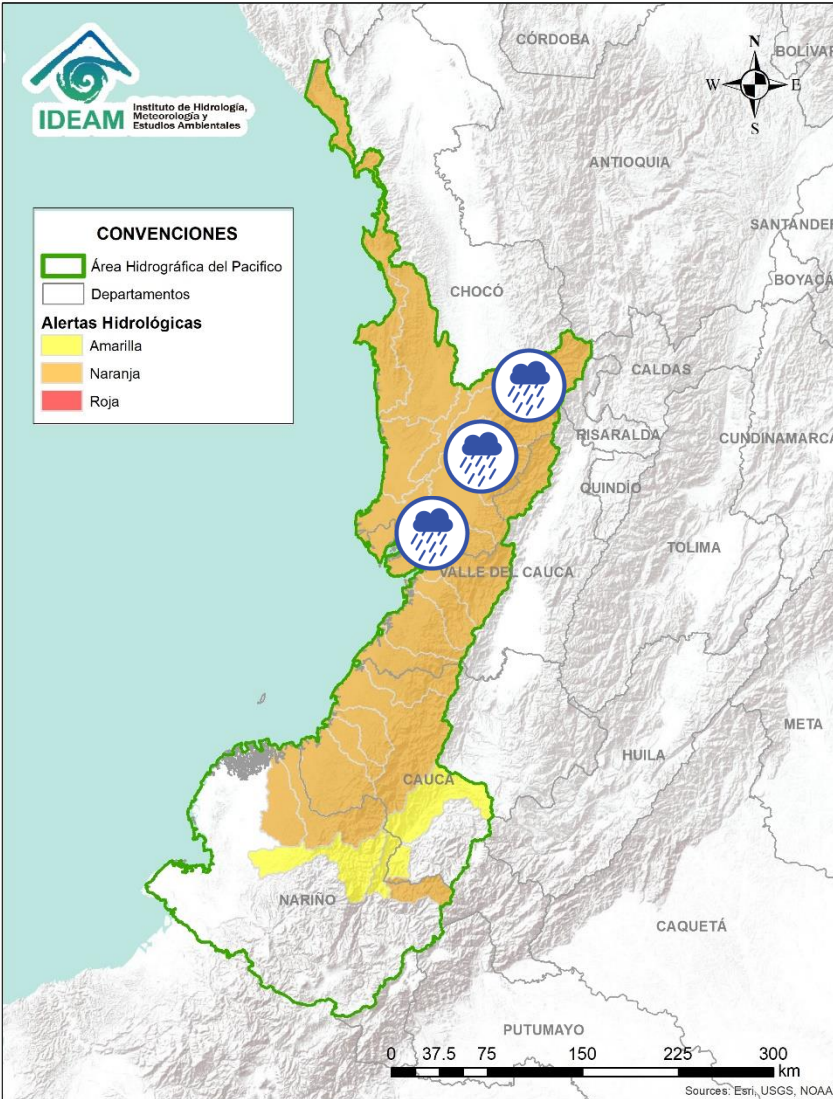 IDEAM
Instituto de Hidrología,
Meteorología y
Estudios Ambientales
CÓRDOBA
BOLÍVAR
N
W
E
S
ANTIOQUIA
SANTANDER
BOYACÁ
CONVENCIONES
Área Hidrográfica del Pacifico
Departamentos
Alertas Hidrológicas
Amarilla
Naranja
Roja
CHOCÓ
CALDAS
RISARALDA
CUNDINAMARCA
QUINDÍO
TOLIMA
VALLE DEL CAUCA
META
HUILA
CAUCA
NARIÑO
CAQUETÁ
PUTUMAYO
0 37.5 75 150 225 300
km
Sources: Esri, USGS, NOAA